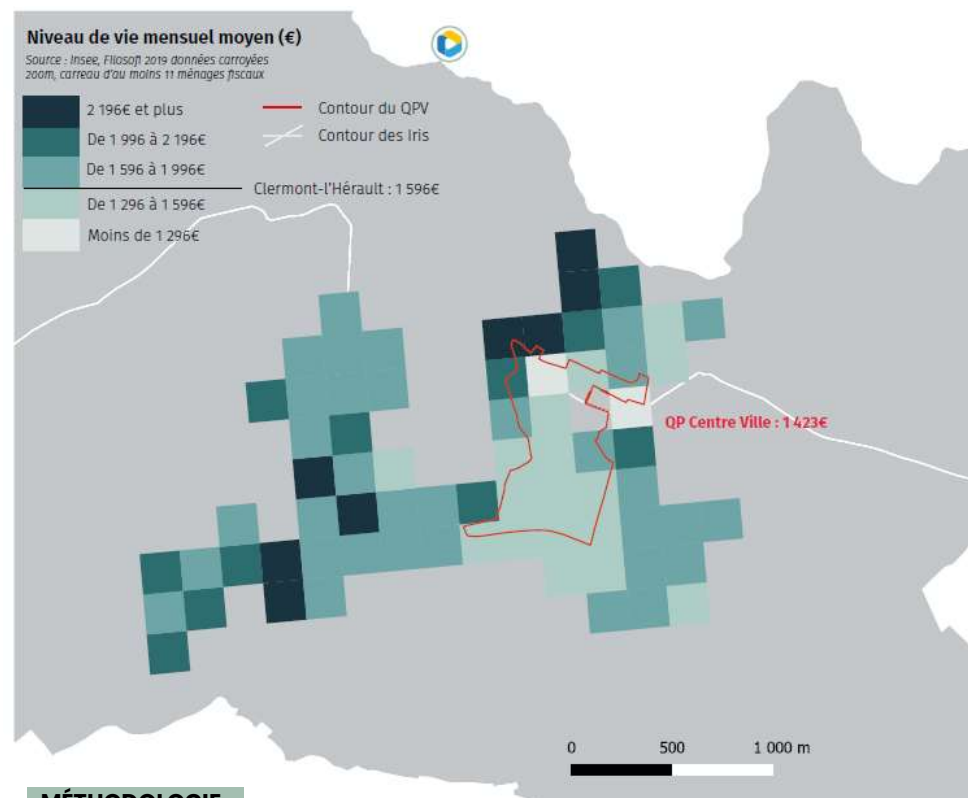 Niveau de vie mensuel moyen (€)
Source : Insee, Filosofi 2019 données carroyées
200m, carreau d'au moins 11 ménages fiscaux
2 196€ et plus
De 1 996 à 2 196€
De 1 596 à 1 996€
De 1 296 à 1 596€
Moins de 1 296€
Contour du QPV
Contour des Iris
Clermont-l'Hérault : 1 596€
QP Centre Ville : 1 423€
0 500 1 000 m
MÉTHODOLOGIE